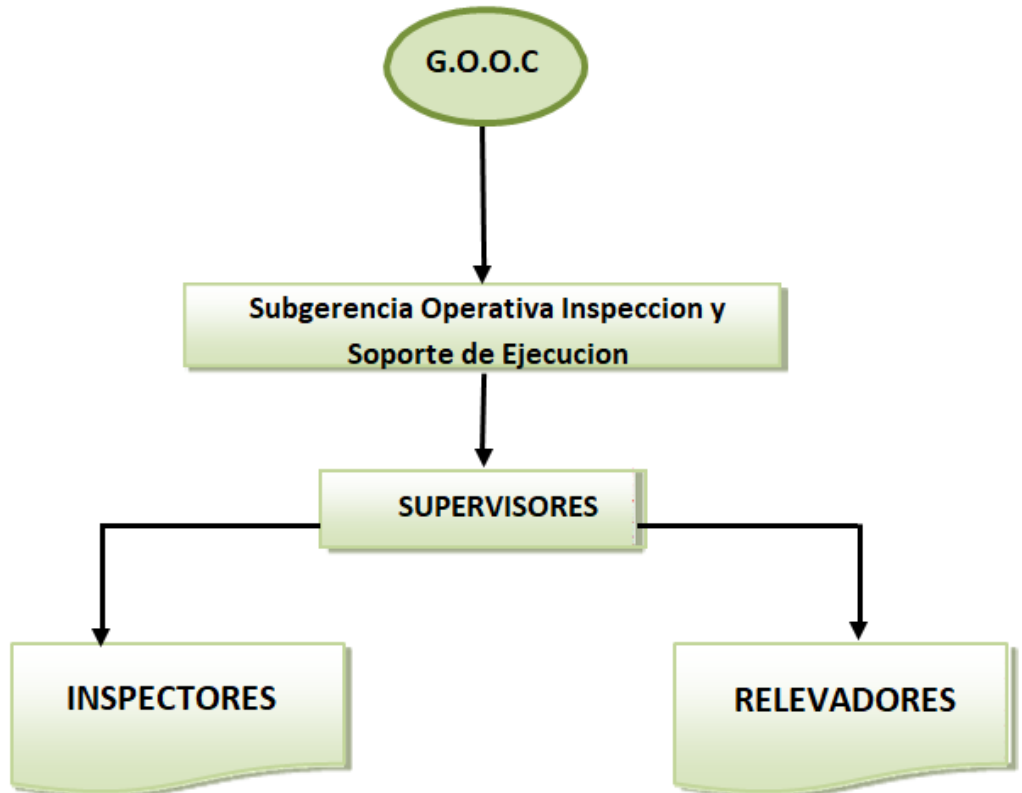 G.O.O.C
Subgerencia Operativa Inspeccion y
Soporte de Ejecucion
SUPERVISORES
INSPECTORES
RELEVADORES